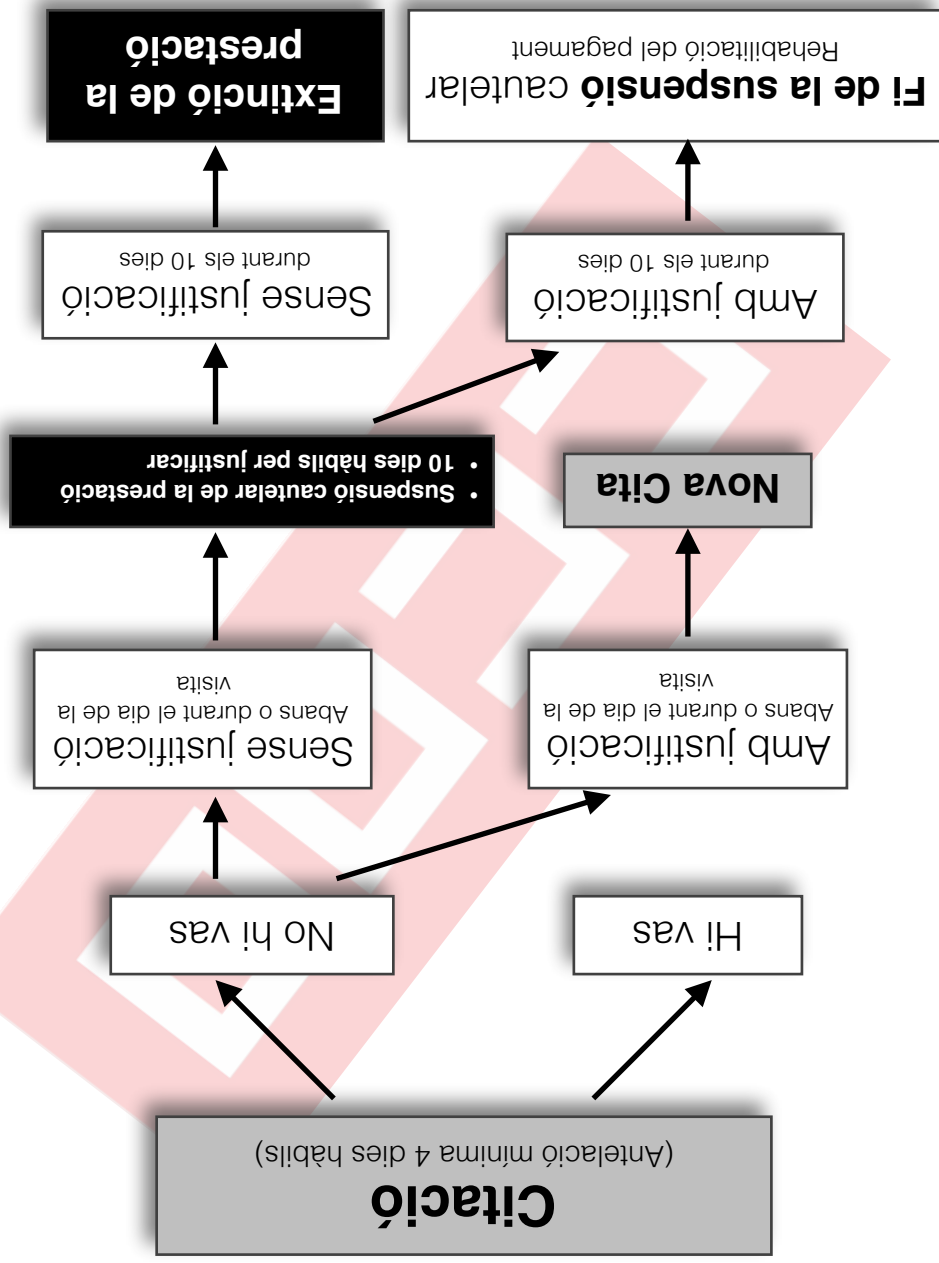 Citació
(Antelació mínima 4 dies hàbils)
Hi vas
No hi vas
Amb justificació
Abans o durant el dia de la
visita
Sense justificació
Abans o durant el dia de la
visita
Nova Cita
• Suspensió cautelar de la prestació
• 10 dies hàbils per justificar
Amb justificació
durant els 10 dies
Sense justificació
durant els 10 dies
Fi de la suspensió cautelar
Rehabilitació del pagament
Extinció de la
prestació